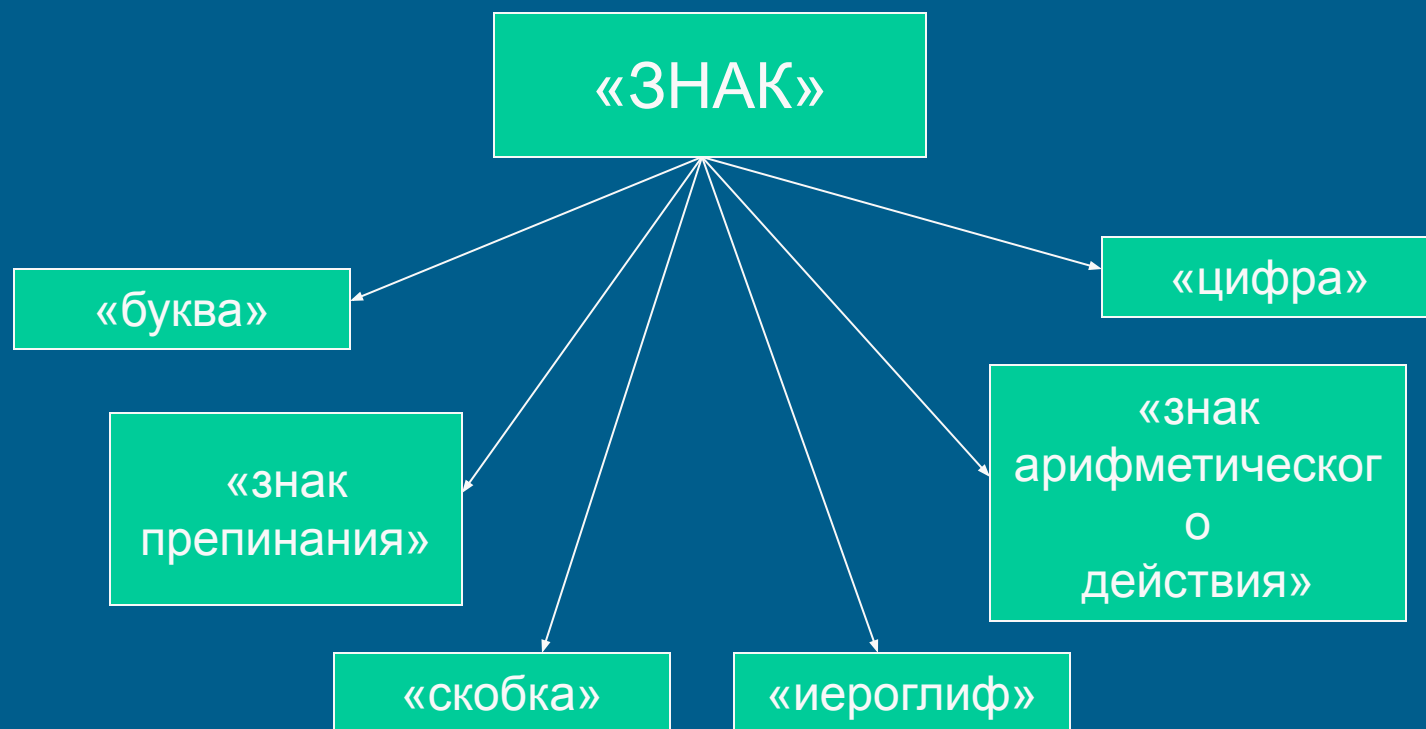 «ЗНАК»
«буква»
«цифра»
«знак
препинания»
«знак
арифметическог
о
действия»
«скобка»
«иероглиф»